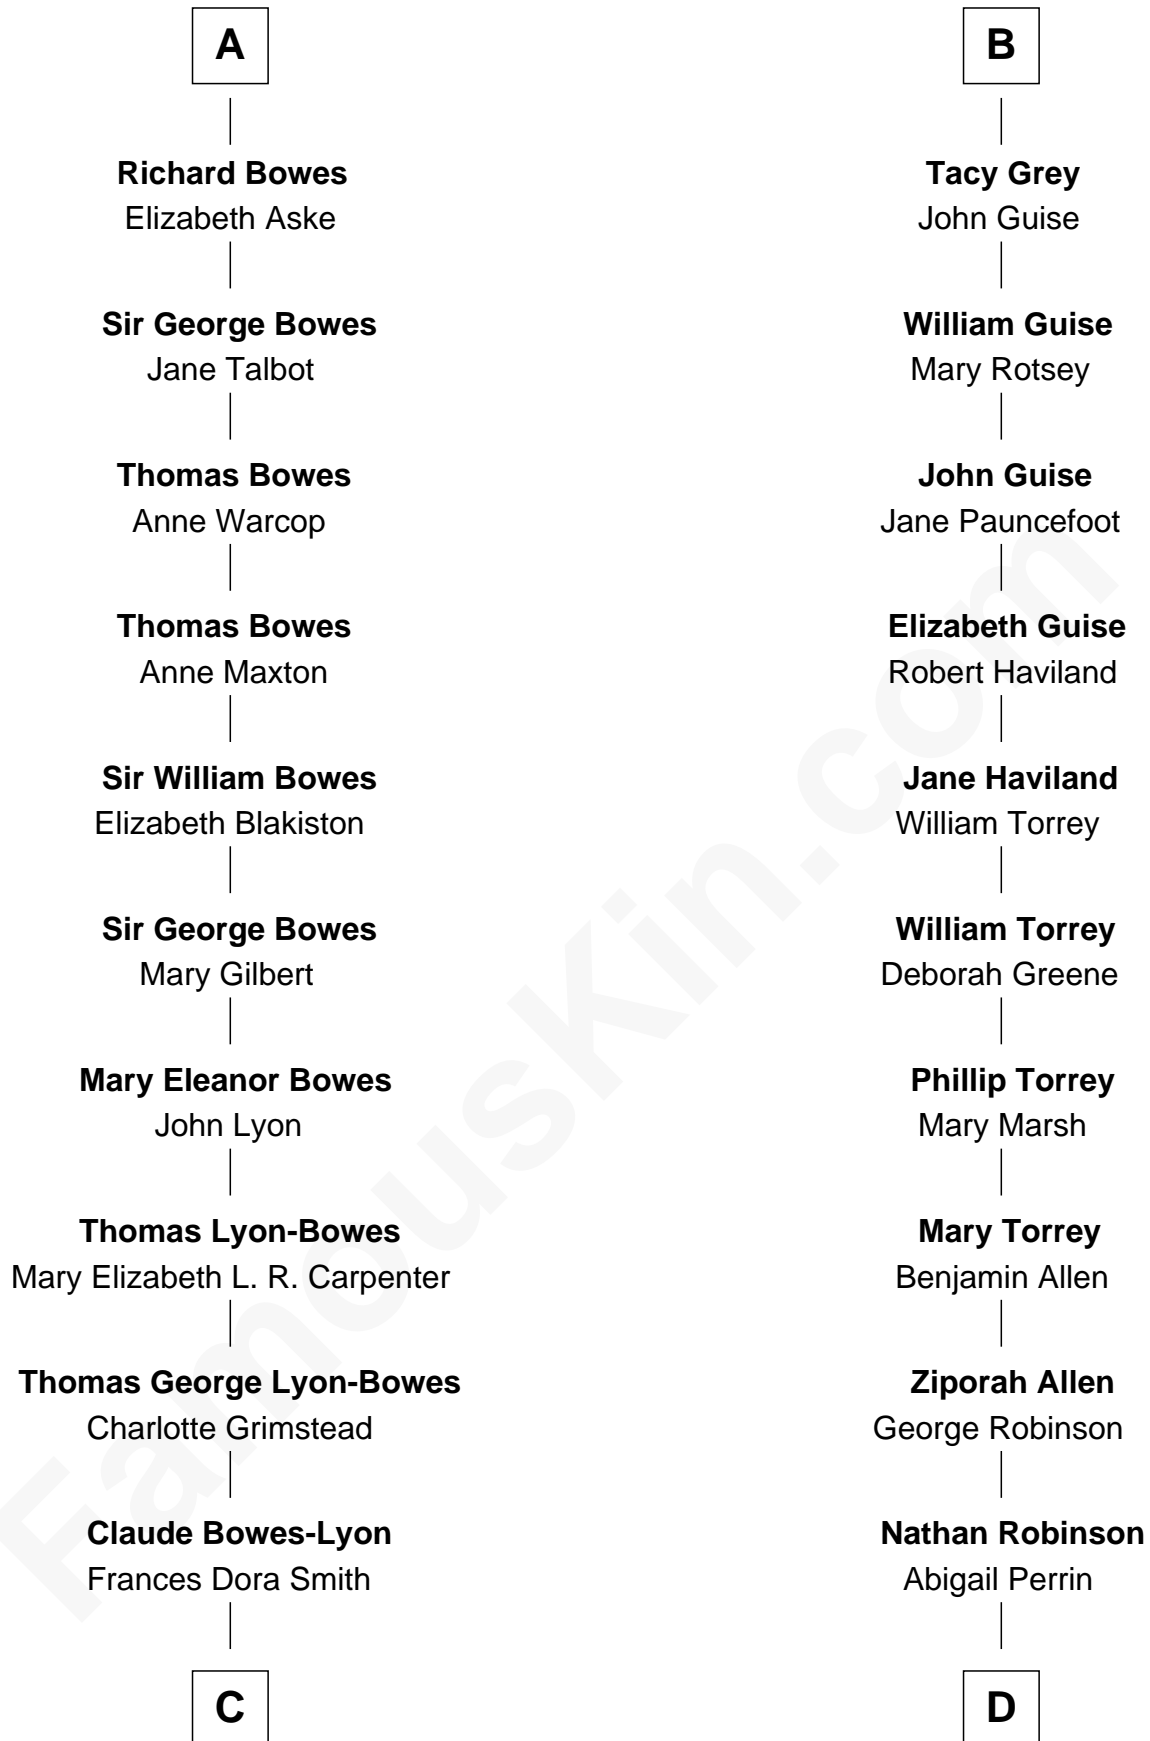 A
Richard Bowes
Elizabeth Aske
Sir George Bowes
Jane Talbot
Thomas Bowes
Anne Warcop
Thomas Bowes
Anne Maxton
Sir William Bowes
Elizabeth Blakiston
Sir George Bowes
Mary Gilbert
Mary Eleanor Bowes
John Lyon
Thomas Lyon-Bowes
Mary Elizabeth L. R. Carpenter
Thomas George Lyon-Bowes
Charlotte Grimstead
Claude Bowes-Lyon
Frances Dora Smith
C
B
Tacy Grey
John Guise
William Guise
Mary Rotsey
John Guise
Jane Pauncefoot
Elizabeth Guise
Robert Haviland
Jane Haviland
William Torrey
William Torrey
Deborah Greene
Phillip Torrey
Mary Marsh
Mary Torrey
Benjamin Allen
Ziporah Allen
George Robinson
Nathan Robinson
Abigail Perrin
D
FamousKin.com